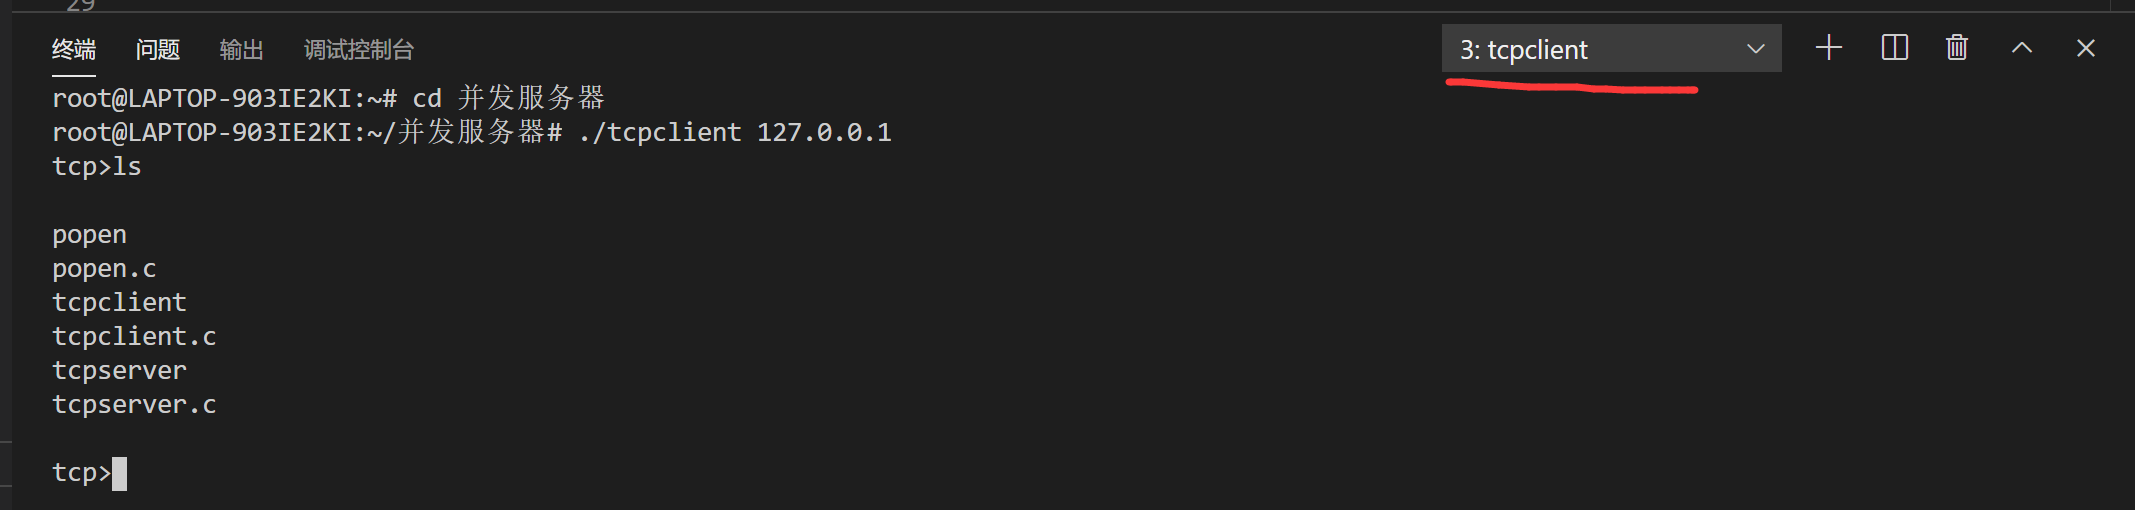 29
终端 问题 输出 调试控制台 3: tcpclient
root@LAPTOP-903IE2KI:~# cd 并发服务器
root@LAPTOP-903IE2KI:~/并发服务器# ./tcpclient 127.0.0.1
tcp>ls
popen
popen.c
tcpclient
tcpclient.c
tcpserver
tcpserver.c
tcp>